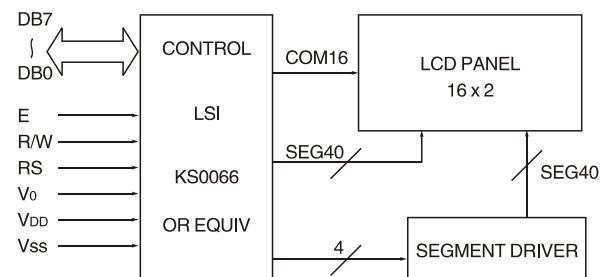 DB7
~
DB0
E
R/W
RS
V0
VDD
Vss
CONTROL
LSI
KS0066
OR EQUIV
COM16
SEG40
4
LCD PANEL
16 x 2
SEG40
SEGMENT DRIVER